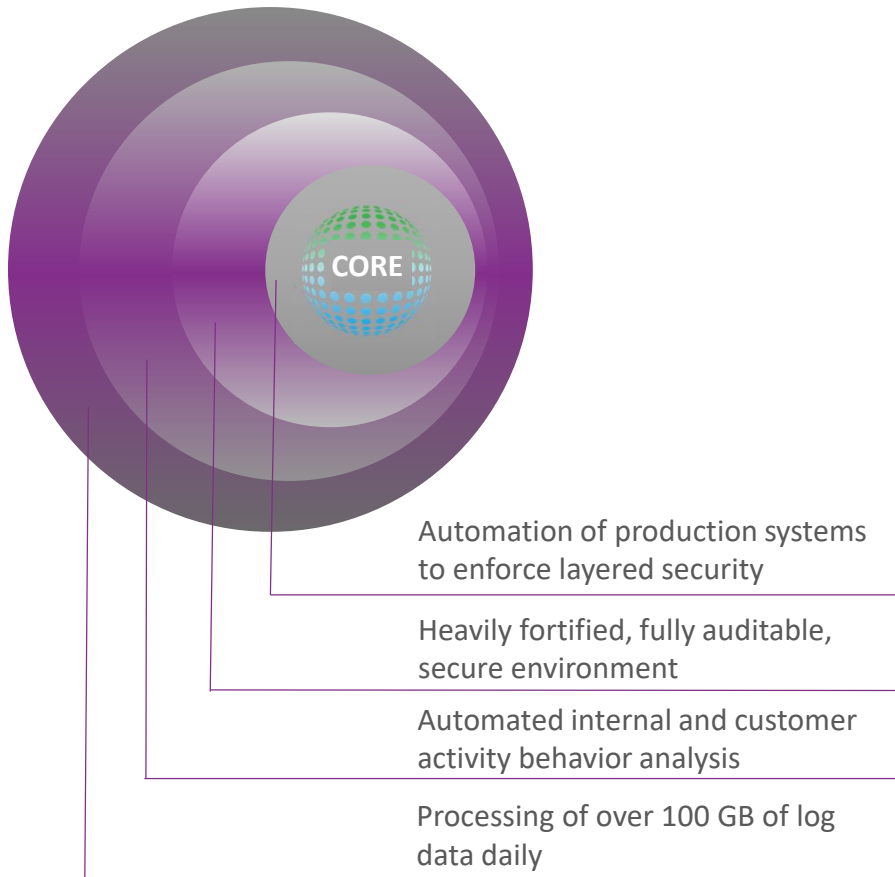 CORE
Automation of production systems
to enforce layered security
Heavily fortified, fully auditable,
secure environment
Automated internal and customer
activity behavior analysis
Processing of over 100 GB of log
data daily